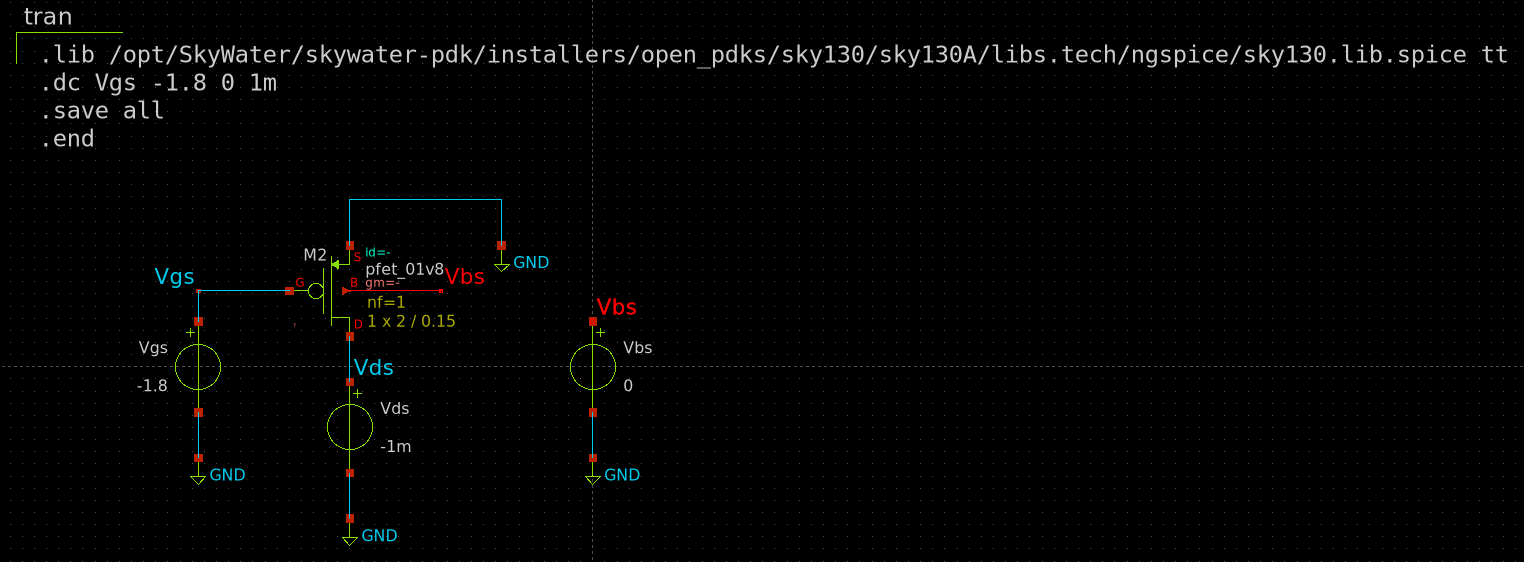 tran
.lib /opt/SkyWater/skywater-pdk/installers/open_pdks/sky130/sky130A/libs.tech/ngspice/sky130.lib.spice tt
.dc Vgs -1.8 0 1m
.save all
.end
M2
S
id=-
pfet_01v8
GND
Vgs
G
B
gm=-
Vbs
nf=1
D
1 x 2 / 0.15
Vbs
+
+
Vgs
Vbs
Vds
-1.8
0
+
Vds
-1m
GND
GND
GND